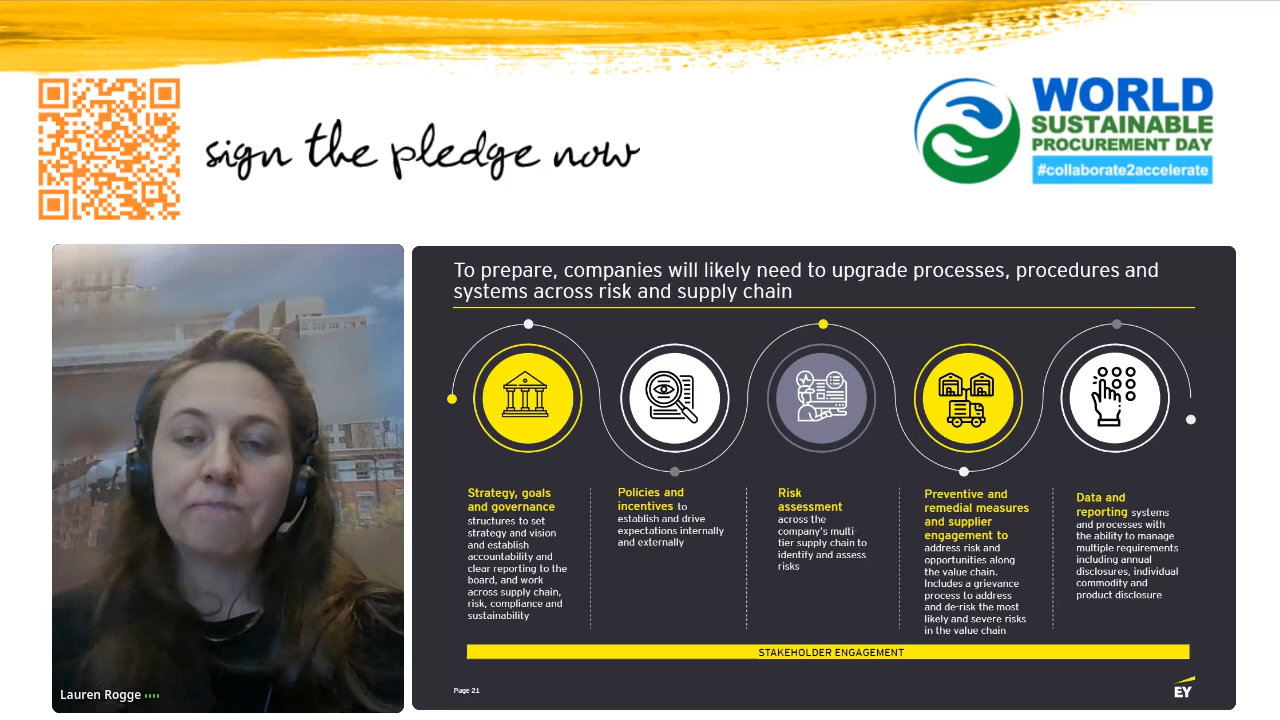 sign the pledge now
WORLD
SUSTAINABLE
PROCUREMENT DAY
#collaborate2accelerate
To prepare, companies will likely need to upgrade processes, procedures and
systems across risk and supply chain
Strategy, goals
and governance
structures to set
strategy and vision
and establish
accountability and
clear reporting to the
board, and work
across supply chain,
risk, compliance and
sustainability
Policies and
incentives to
establish and drive
expectations internally
and externally
Risk
assessment
across the
company's multi-
tier supply chain to
identify and assess
risks
Preventive and
remedial measures
and supplier
engagement to
address risk and
opportunities along
the value chain.
Includes a grievance
process to address
and de-risk the most
likely and severe risks
in the value chain
Data and
reporting systems
and processes with
the ability to manage
multiple requirements
including annual
disclosures, individual
commodity and
product disclosure
STAKEHOLDER ENGAGEMENT
Page 21
EY
Lauren Rogge